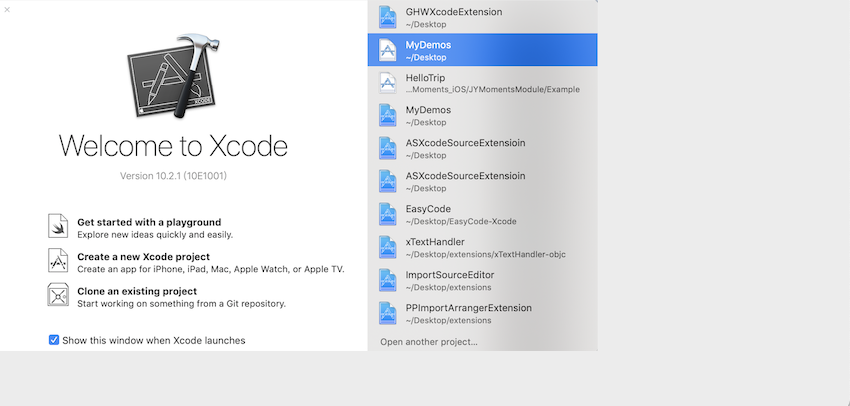 Welcome to Xcode
Version 10.2.1 (10E1001)
Get started with a playground
Explore new ideas quickly and easily.
Create a new Xcode project
Create an app for iPhone, iPad, Mac, Apple Watch, or Apple TV.
Clone an existing project
Start working on something from a Git repository.
Show this window when Xcode launches
GHWXcodeExtension
~/Desktop
MyDemos
~/Desktop
HelloTrip
...Moments_iOS/JYMomentsModule/Example
MyDemos
~/Desktop
ASXcodeSourceExtensioin
~/Desktop
ASXcodeSourceExtensioin
~/Desktop
EasyCode
~/Desktop/EasyCode-Xcode
xTextHandler
~/Desktop/extensions/xTextHandler-objc
ImportSourceEditor
~/Desktop/extensions
PPImportArrangerExtension
~/Desktop/extensions
Open another project...
XCODE